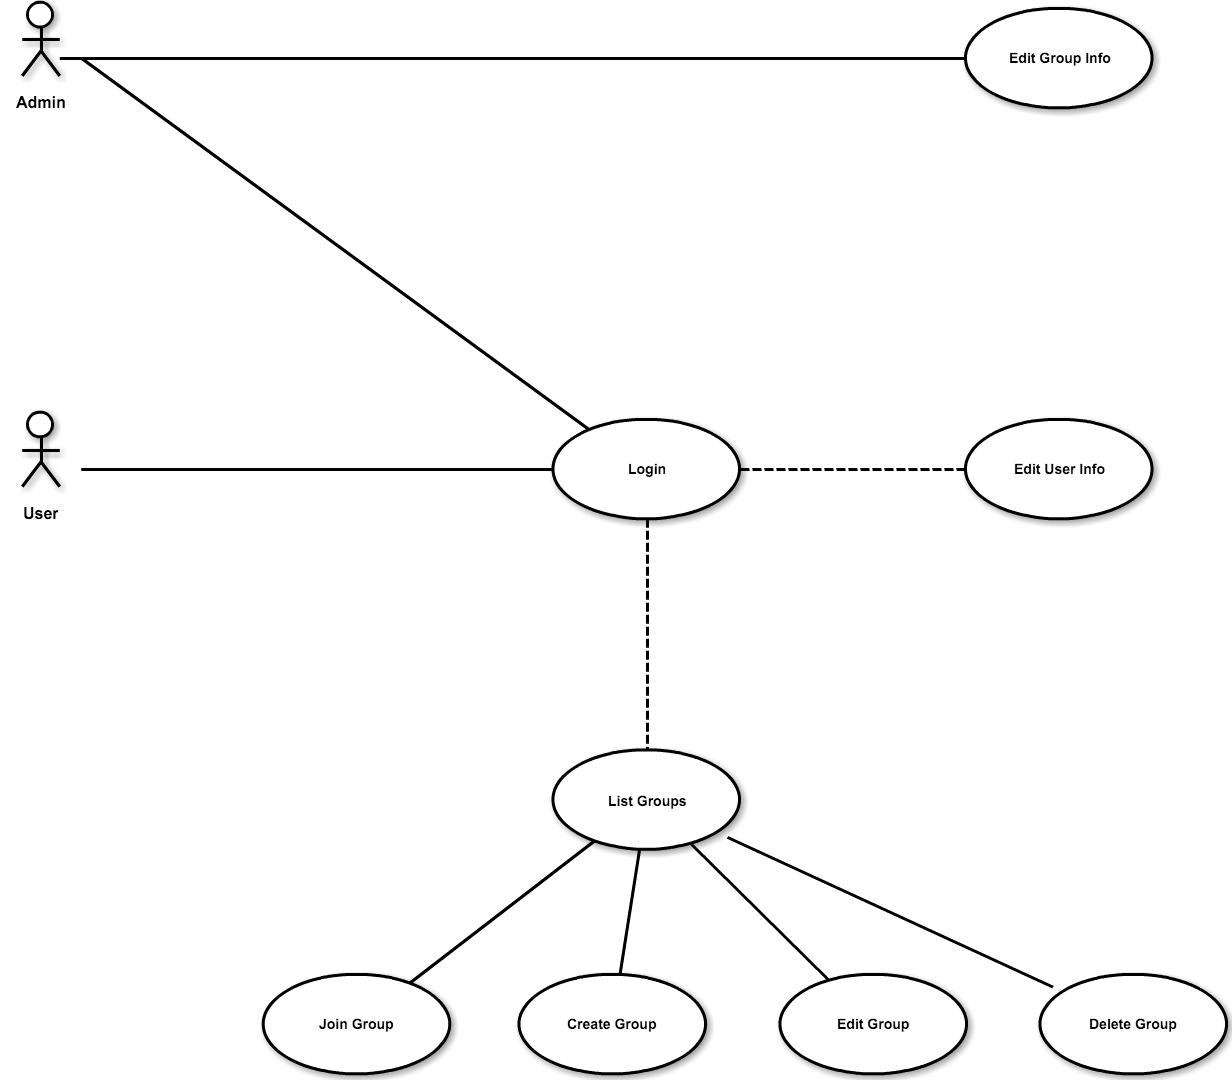 Edit Group Info
Admin
Login
Edit User Info
User
List Groups
Join Group
Create Group
Edit Group
Delete Group